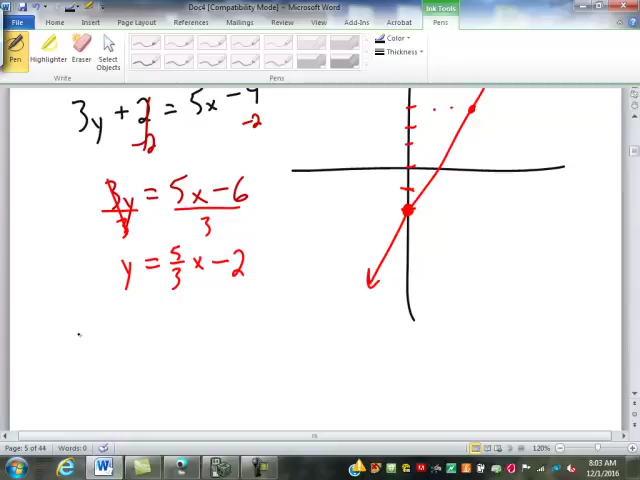 Doc4 [Compatibility Mode] - Microsoft Word
Ink Tools
File Home Insert Page Layout References Mailings Review View Add-Ins Acrobat Pens
Pen Highlighter Eraser Select Objects
Color
Thickness
Write
Pens
3y + 2 = 5x - 4
-2 -2
3y = 5x - 6
3 3
y = 5/3 x - 2
Page: 5 of 44 Words: 0 120%
8:03 AM
12/1/2016